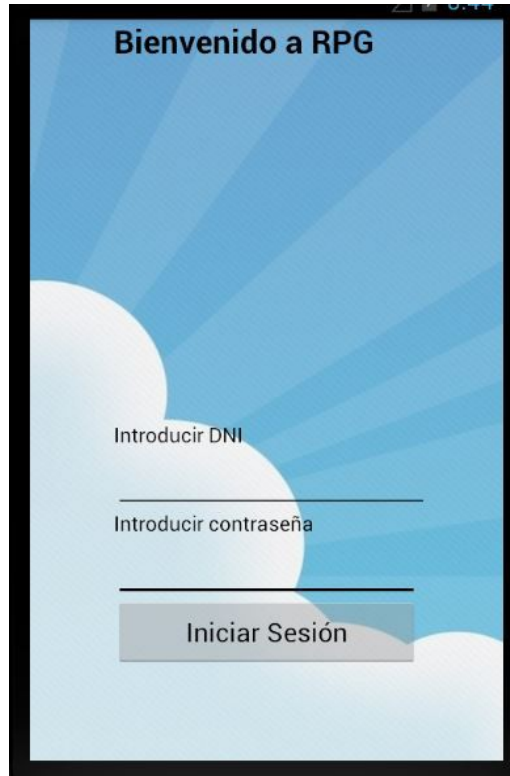 Bienvenido a RPG
Introducir DNI
Introducir contraseña
Iniciar Sesión